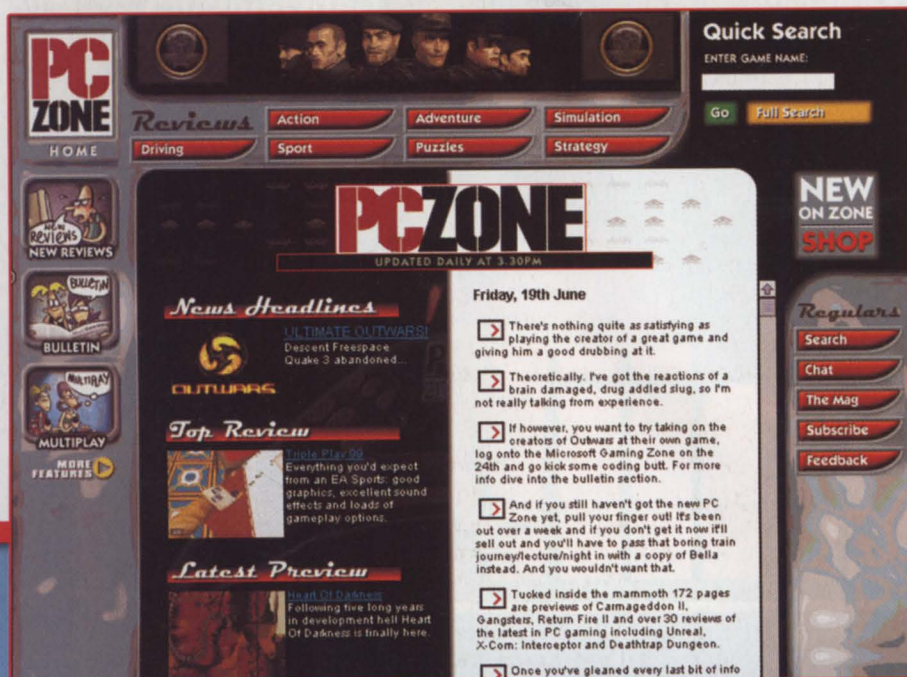 PC
ZONE
HOME
Quick Search
ENTER GAME NAME:
Go
Full Search
Reviews
Action
Adventure
Simulation
Driving
Sport
Puzzles
Strategy
NEW
Reviews
NEW REVIEWS
BULLETIN
BULLETIN
MULTIPLAY
MULTIPLAY
MORE
FEATURES
PCZONE
UPDATED DAILY AT 3.30PM
News Headlines
ULTIMATE OUTWARS!
Descent Freespace
Quake 3 abandoned...
OUTWARS
Top Review
Triple Play 99
Everything you'd expect
from an EA Sports: good
graphics, excellent sound
effects and loads of
gameplay options.
Latest Preview
Heart Of Darkness
Following five long years
in development hell Heart
Of Darkness is finally here.
Friday, 19th June
There's nothing quite as satisfying as
playing the creator of a great game and
giving him a good drubbing at it.
Theoretically. I've got the reactions of a
brain damaged, drug addled slug, so I'm
not really talking from experience.
If however, you want to try taking on the
creators of Outwars at their own game,
log onto the Microsoft Gaming Zone on the
24th and go kick some coding butt. For more
info dive into the bulletin section.
And if you still haven't got the new PC
Zone yet, pull your finger out! It's been
out over a week and if you don't get it now it'll
sell out and you'll have to pass that boring train
journey/lecture/night in with a copy of Bella
instead. And you wouldn't want that.
Tucked inside the mammoth 172 pages
are previews of Carmageddon II,
Gangsters, Return Fire II and over 30 reviews of
the latest in PC gaming including Unreal,
X-Com: Interceptor and Deathtrap Dungeon.
Once you've gleaned every last bit of info
NEW
ON ZONE
SHOP
Regulars
Search
Chat
The Mag
Subscribe
Feedback